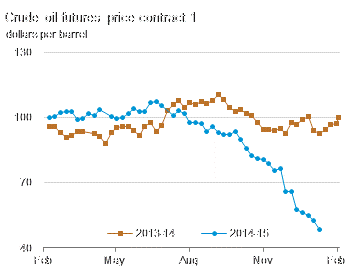 Crude oil futures price contract 1
dollars per barrel
130
100
70
40
2013-14
2014-15
Feb
May
Aug
Nov
Feb